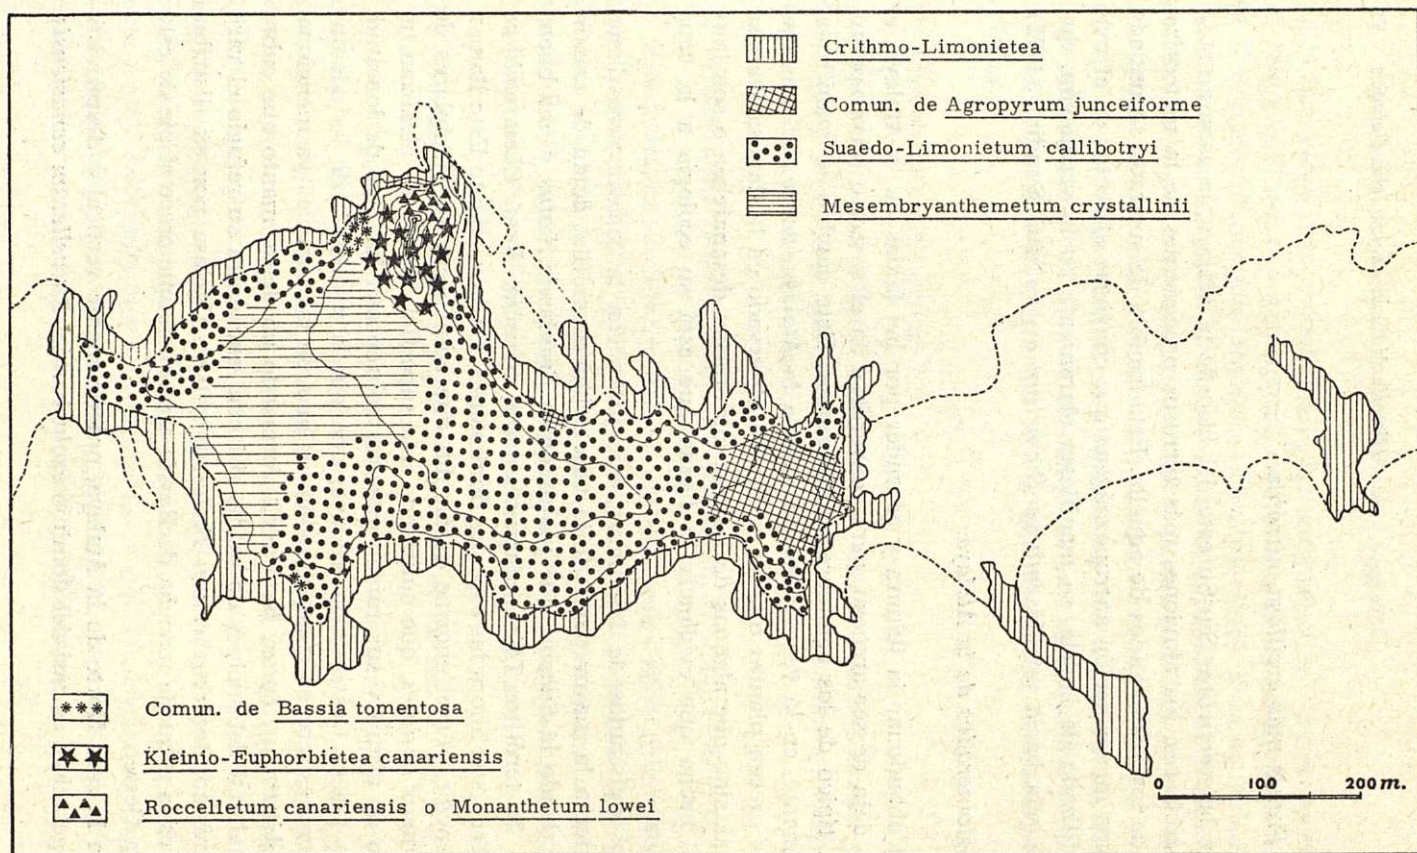 Crithmo-Limonietea
Comun. de Agropyrum junceiforme
Suaedo-Limonietum callibotryi
Mesembryanthemetum crystallinii
Comun. de Bassia tomentosa
Kleinio-Euphorbietea canariensis
Roccelletum canariensis o Monanthetum lowei
0 100 200 m.